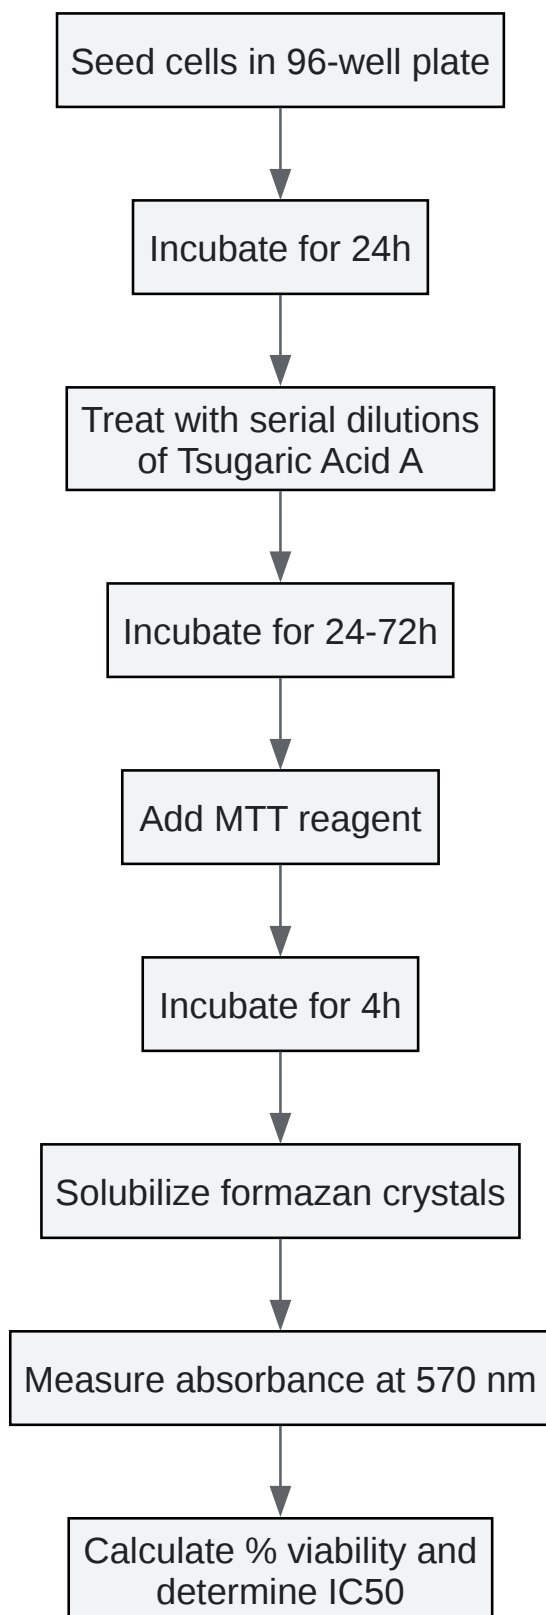 Seed cells in 96-well plate
Incubate for 24h
Treat with serial dilutions
of Tsugaric Acid A
Incubate for 24-72h
Add MTT reagent
Incubate for 4h
Solubilize formazan crystals
Measure absorbance at 570 nm
Calculate % viability and
determine IC50